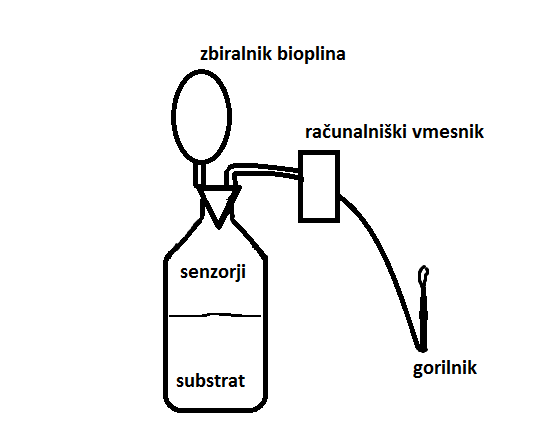 zbiralnik bioplina
računalniški vmesnik
senzorji
substrat
gorilnik